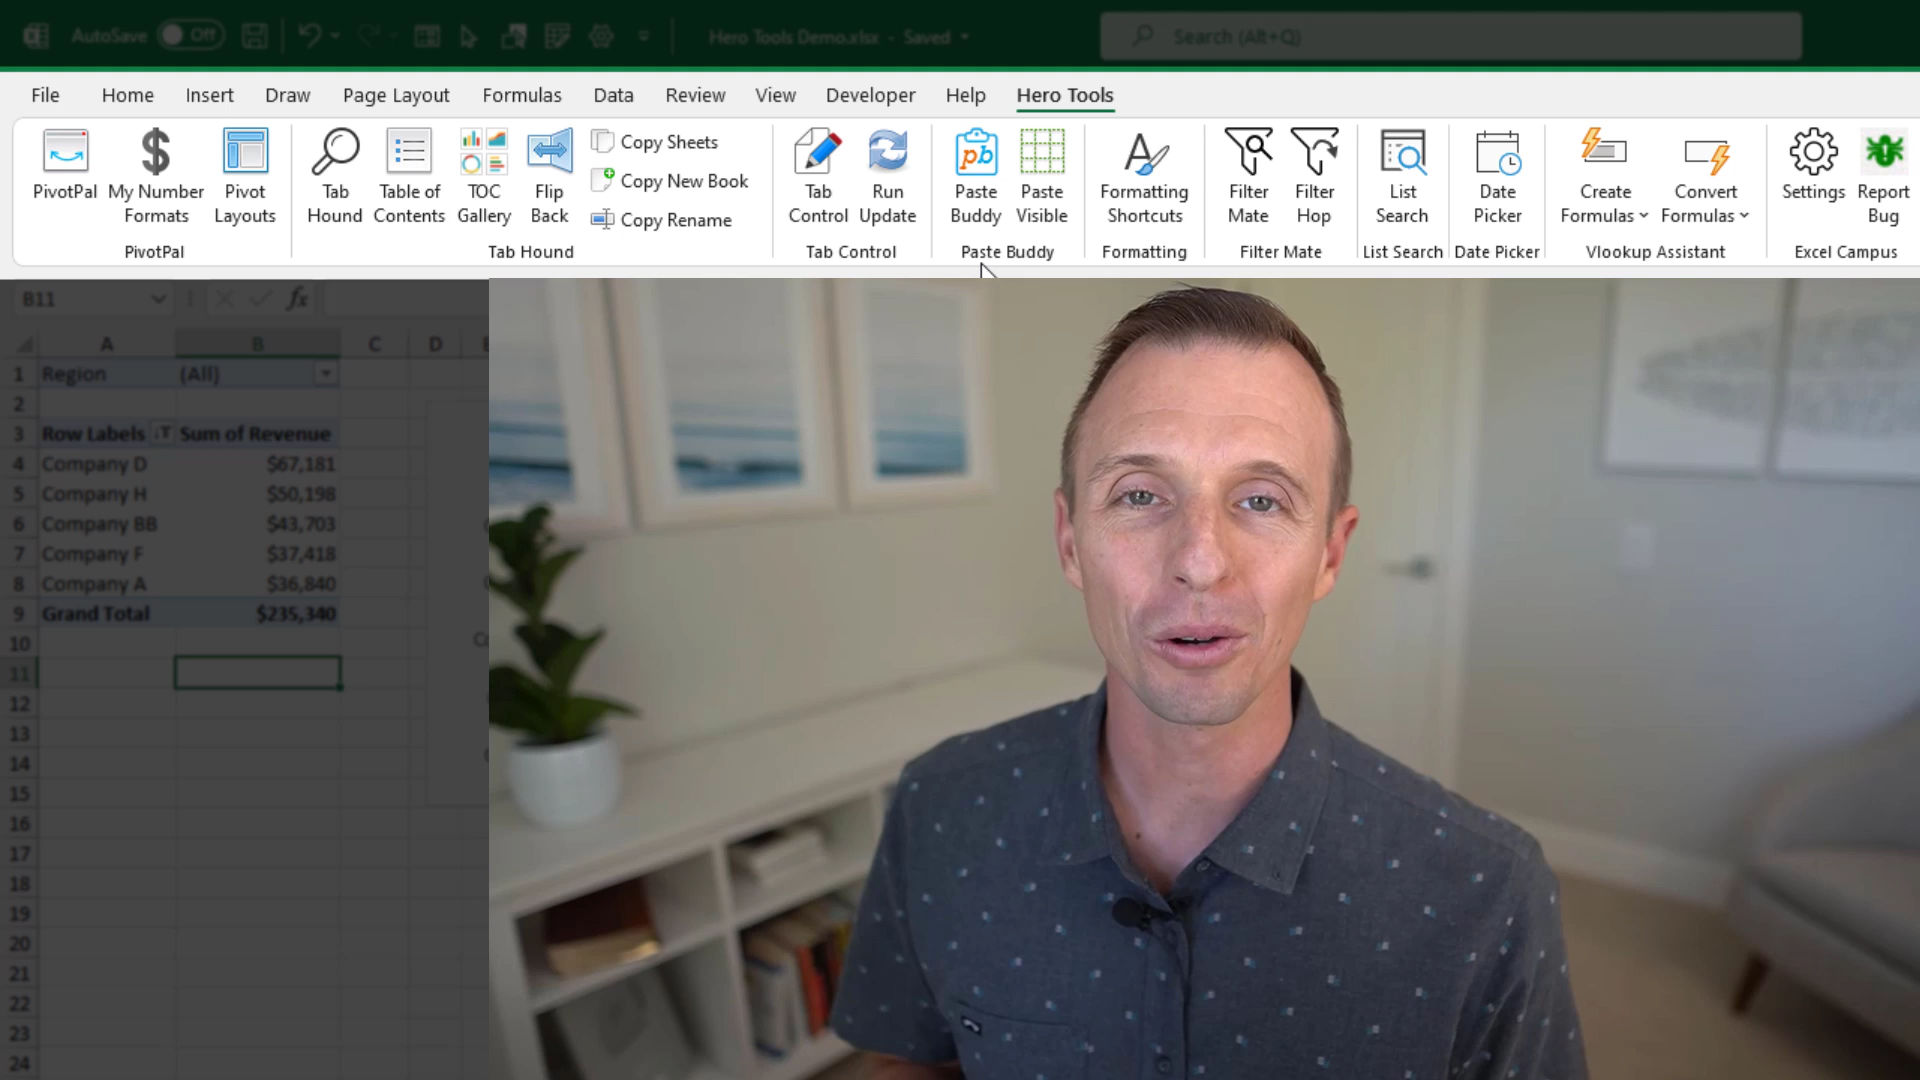 AutoSave Off Hero Tools Demo.xlsx - Saved Search (Alt+Q)
File Home Insert Draw Page Layout Formulas Data Review View Developer Help Hero Tools
PivotPal
My Number Formats
Pivot Layouts
PivotPal
Tab Hound
Table of Contents
TOC Gallery
Flip Back
Copy Sheets
Copy New Book
Copy Rename
Tab Hound
Tab Control
Run Update
Tab Control
pb
Paste Buddy
Paste Visible
Paste Buddy
A
Formatting Shortcuts
Formatting
Filter Mate
Filter Hop
Filter Mate
List Search
List Search
Date Picker
Date Picker
Create Formulas
Convert Formulas
Vlookup Assistant
Settings
Report Bug
Excel Campus
B11 fx
A B C D
1 Region (All)
2
3 Row Labels Sum of Revenue
4 Company D $67,181
5 Company H $50,198
6 Company BB $43,703
7 Company F $37,418
8 Company A $36,840
9 Grand Total $235,340
10
11
12
13
14
15
16
17
18
19
20
21
22
23
24